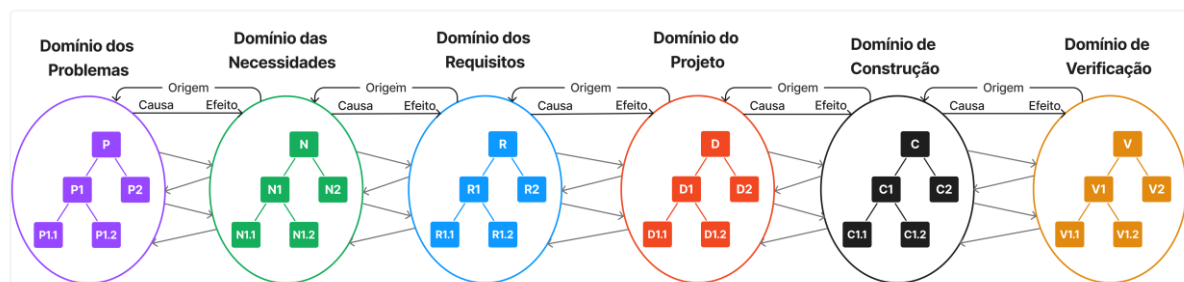 Domínio dos
Problemas
Domínio das
Necessidades
Domínio dos
Requisitos
Domínio do
Projeto
Domínio de
Construção
Domínio de
Verificação
Origem
Origem
Origem
Origem
Origem
Causa Efeito
Causa Efeito
Causa Efeito
Causa Efeito
Causa Efeito
P
P1 P2
P1.1 P1.2
N
N1 N2
N1.1 N1.2
R
R1 R2
R1.1 R1.2
D
D1 D2
D1.1 D1.2
C
C1 C2
C1.1 C1.2
V
V1 V2
V1.1 V1.2